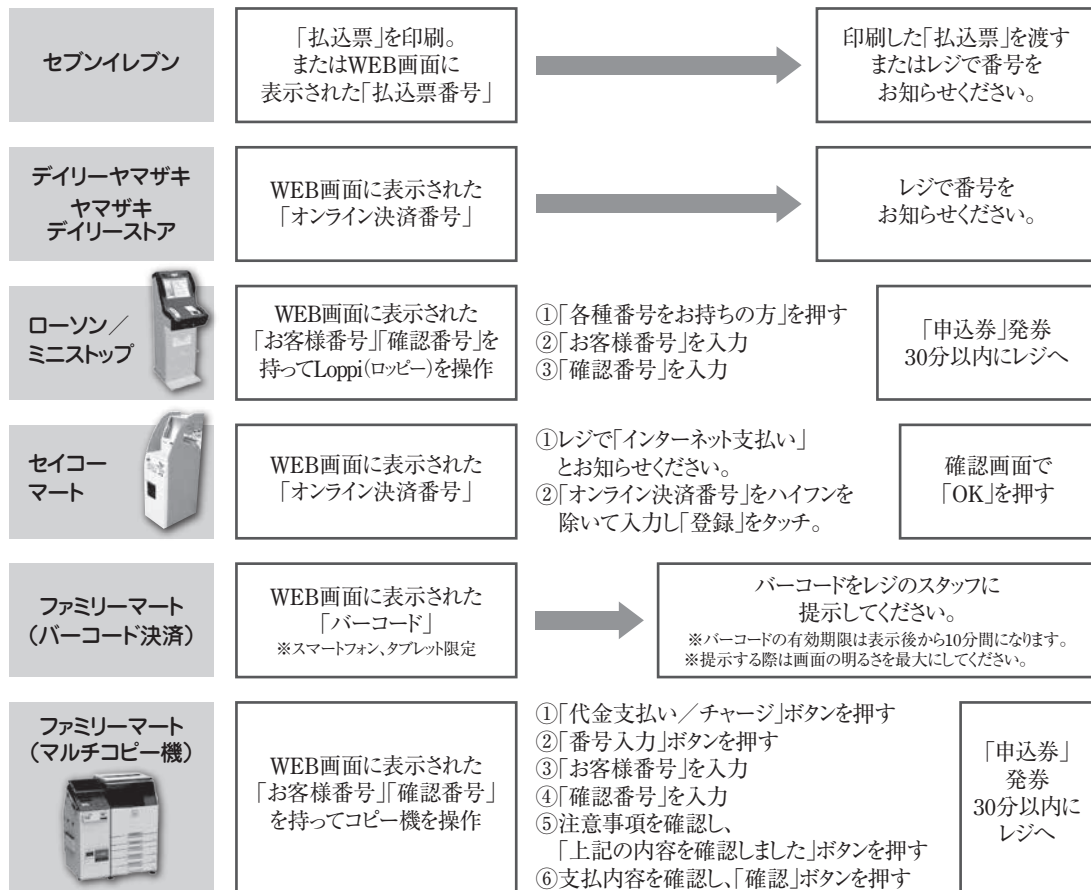 セブンイレブン
「払込票」を印刷。
またはWEB画面に
表示された「払込票番号」
印刷した「払込票」を渡す
またはレジで番号を
お知らせください。
デイリーヤマザキ
ヤマザキ
デイリーストア
WEB画面に表示された
「オンライン決済番号」
レジで番号を
お知らせください。
ローソン／
ミニストップ
WEB画面に表示された
「お客様番号」「確認番号」を
持ってLoppi（ロッピー）を操作
①「各種番号をお持ちの方」を押す
②「お客様番号」を入力
③「確認番号」を入力
「申込券」発券
30分以内にレジへ
セイコー
マート
WEB画面に表示された
「オンライン決済番号」
①レジで「インターネット支払い」
とお知らせください。
②「オンライン決済番号」をハイフンを
除いて入力し「登録」をタッチ。
確認画面で
「OK」を押す
ファミリーマート
（バーコード決済）
WEB画面に表示された
「バーコード」
※スマートフォン、タブレット限定
バーコードをレジのスタッフに
提示してください。
※バーコードの有効期限は表示後から10分間になります。
※提示する際は画面の明るさを最大にしてください。
ファミリーマート
（マルチコピー機）
WEB画面に表示された
「お客様番号」「確認番号」
を持ってコピー機を操作
①「代金支払い／チャージ」ボタンを押す
②「番号入力」ボタンを押す
③「お客様番号」を入力
④「確認番号」を入力
⑤注意事項を確認し、
「上記の内容を確認しました」ボタンを押す
⑥支払内容を確認し、「確認」ボタンを押す
「申込券」
発券
30分以内に
レジへ